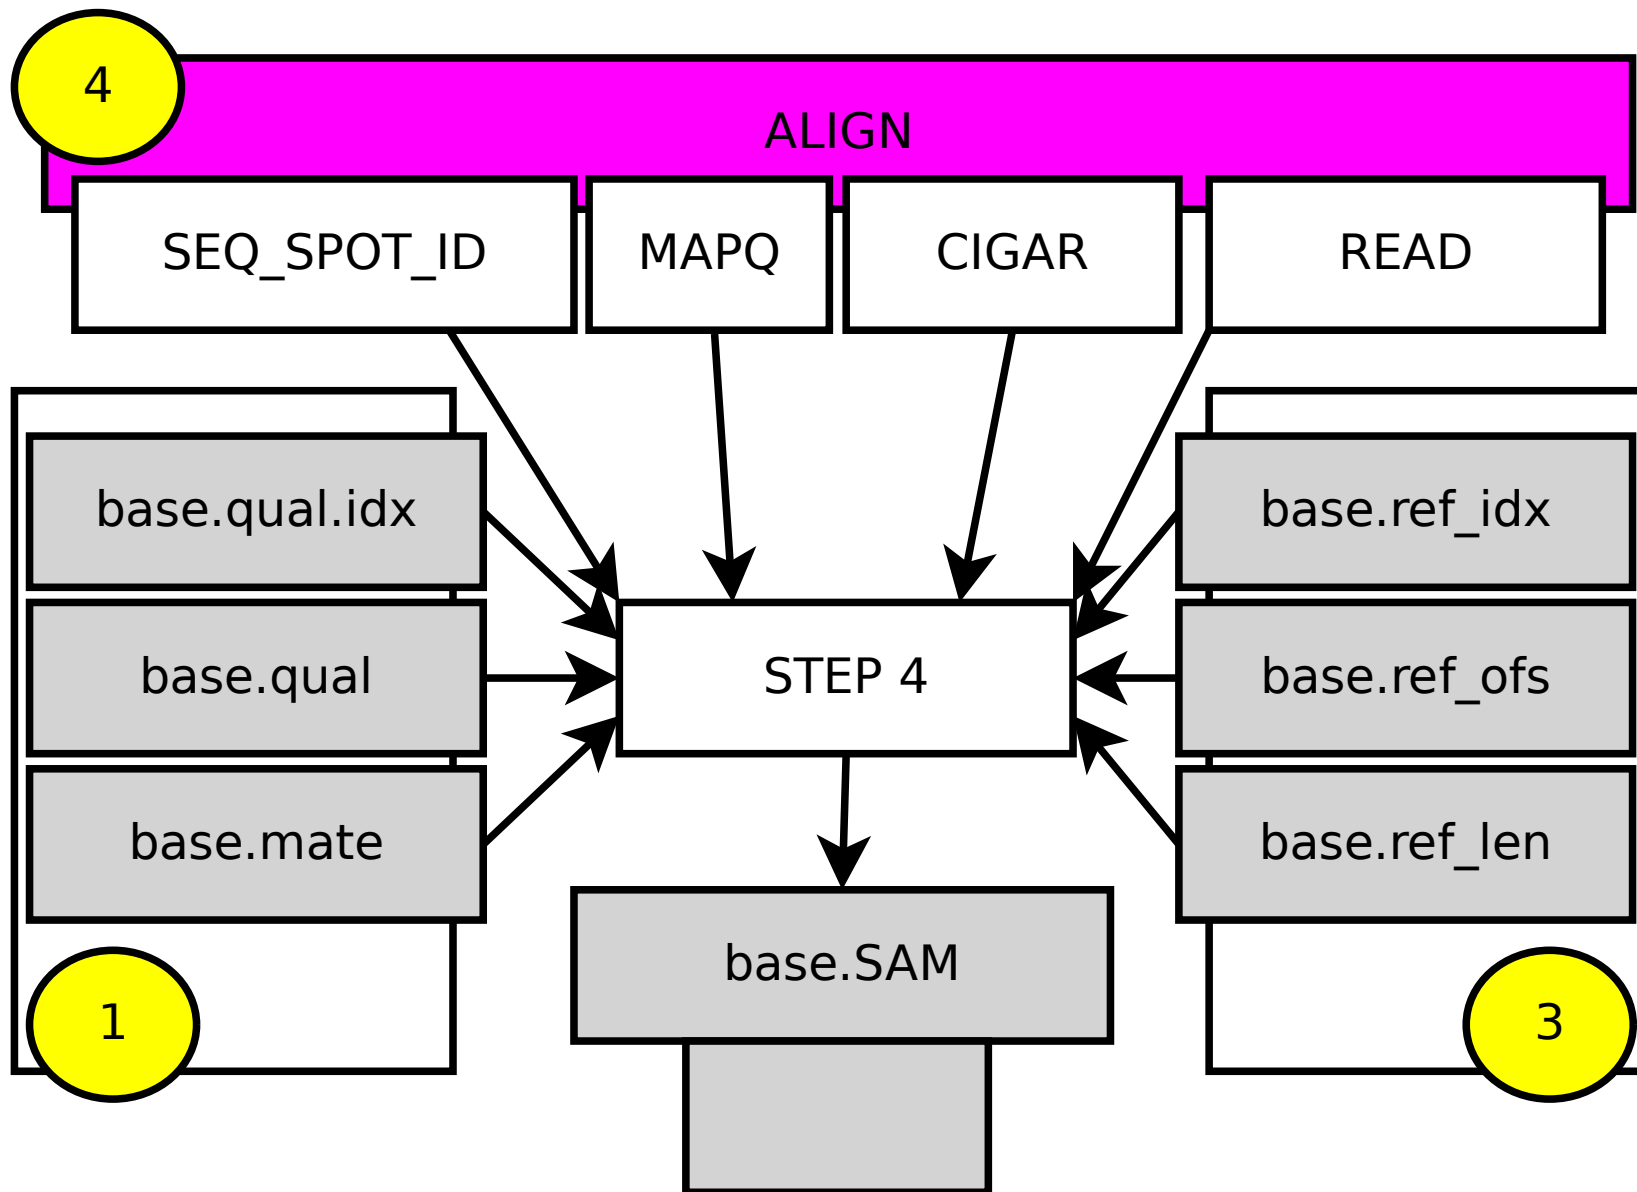 4
ALIGN
SEQ_SPOT_ID
MAPQ
CIGAR
READ
base.qual.idx
base.ref_idx
base.qual
STEP 4
base.ref_ofs
base.mate
base.ref_len
base.SAM
1
3